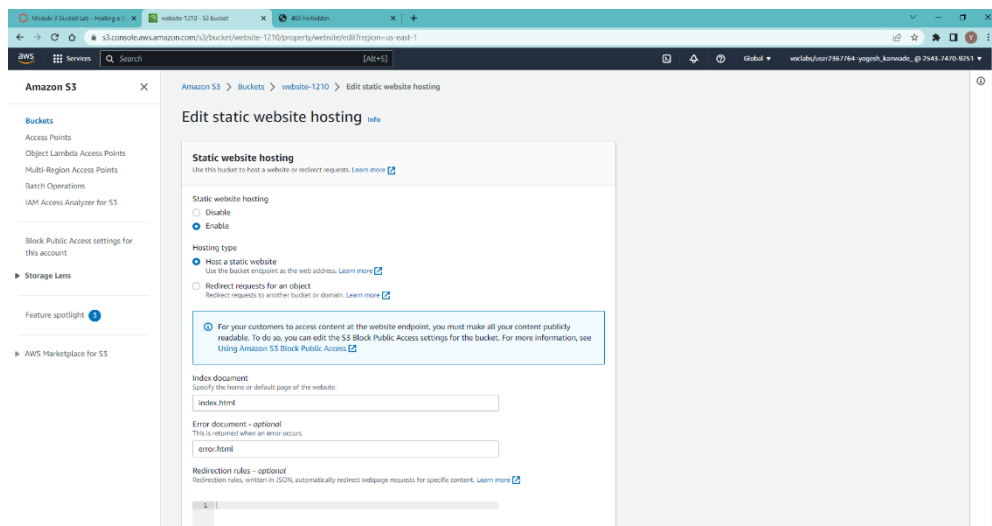 Module 3 Guided Lab - Hosting a S
website-1210 - S3 bucket
403 Forbidden
s3.console.aws.amazon.com/s3/bucket/website-1210/property/website/edit?region=us-east-1
aws
Services
Search
[Alt+S]
Global
voclabs/user2367764=yogesh_kanwade_ @ 2543-7470-9251
Amazon S3
Buckets
Access Points
Object Lambda Access Points
Multi-Region Access Points
Batch Operations
IAM Access Analyzer for S3
Block Public Access settings for
this account
Storage Lens
Feature spotlight 3
AWS Marketplace for S3
Amazon S3 > Buckets > website-1210 > Edit static website hosting
Edit static website hosting Info
Static website hosting
Use this bucket to host a website or redirect requests. Learn more
Static website hosting
Disable
Enable
Hosting type
Host a static website
Use the bucket endpoint as the web address. Learn more
Redirect requests for an object
Redirect requests to another bucket or domain. Learn more
For your customers to access content at the website endpoint, you must make all your content publicly
readable. To do so, you can edit the S3 Block Public Access settings for the bucket. For more information, see
Using Amazon S3 Block Public Access
Index document
Specify the home or default page of the website.
index.html
Error document - optional
This is returned when an error occurs.
error.html
Redirection rules - optional
Redirection rules, written in JSON, automatically redirect webpage requests for specific content. Learn more
1